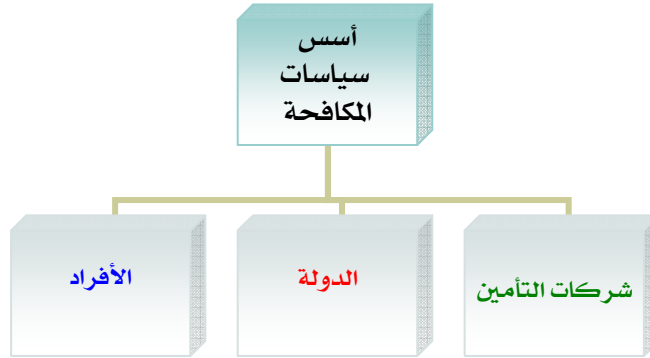 أسس
سياسات
المكافحة
شركات التأمين
الدولة
الأفراد